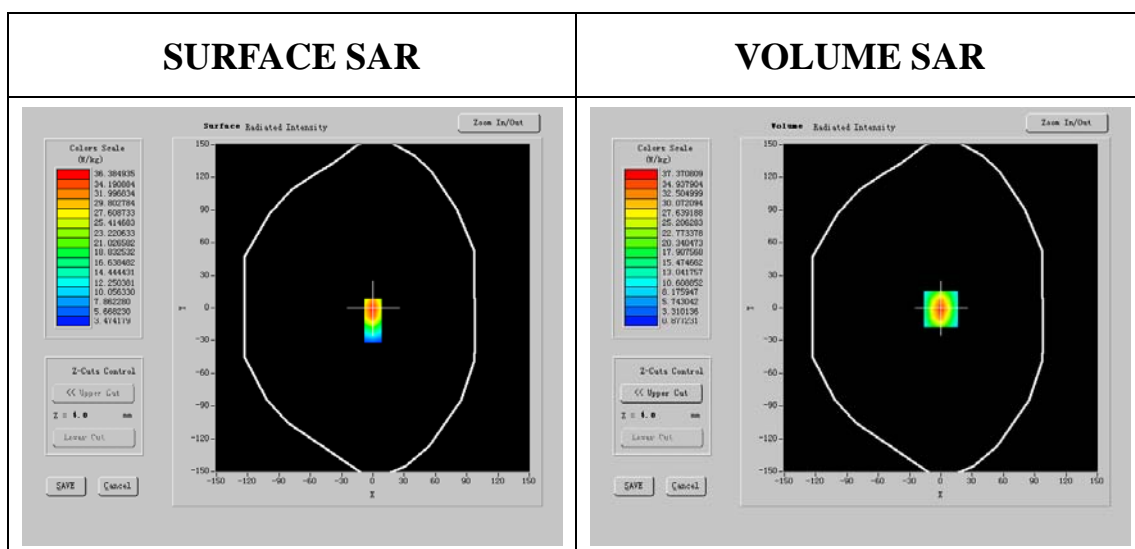 SURFACE SAR
VOLUME SAR
Surface Radiated Intensity
Zoom In/Out
Colors Scale
(W/kg)
36.384935
34.190884
31.996834
29.802784
27.608733
25.414683
23.220633
21.026582
18.832532
16.638482
14.444431
12.250381
10.056330
7.862280
5.668230
3.474179
Z-Cuts Control
<< Upper Cut
Z = 4.0 mm
Lower Cut
SAVE
Cancel
150
90
60
30
0
-30
-60
-90
-120
-150
Y
-150 -120 -90 -60 -30 0 30 60 90 120 150
X
Volume Radiated Intensity
Zoom In/Out
Colors Scale
(W/kg)
37.370809
34.937904
32.504999
30.072094
27.639188
25.206283
22.773378
20.340473
17.907568
15.474662
13.041757
10.608852
8.175947
5.743042
3.310136
0.877231
Z-Cuts Control
<< Upper Cut
Z = 4.0 mm
Lower Cut
SAVE
Cancel
150
90
60
30
0
-30
-60
-90
-120
-150
Y
-150 -120 -90 -60 -30 0 30 60 90 120 150
X